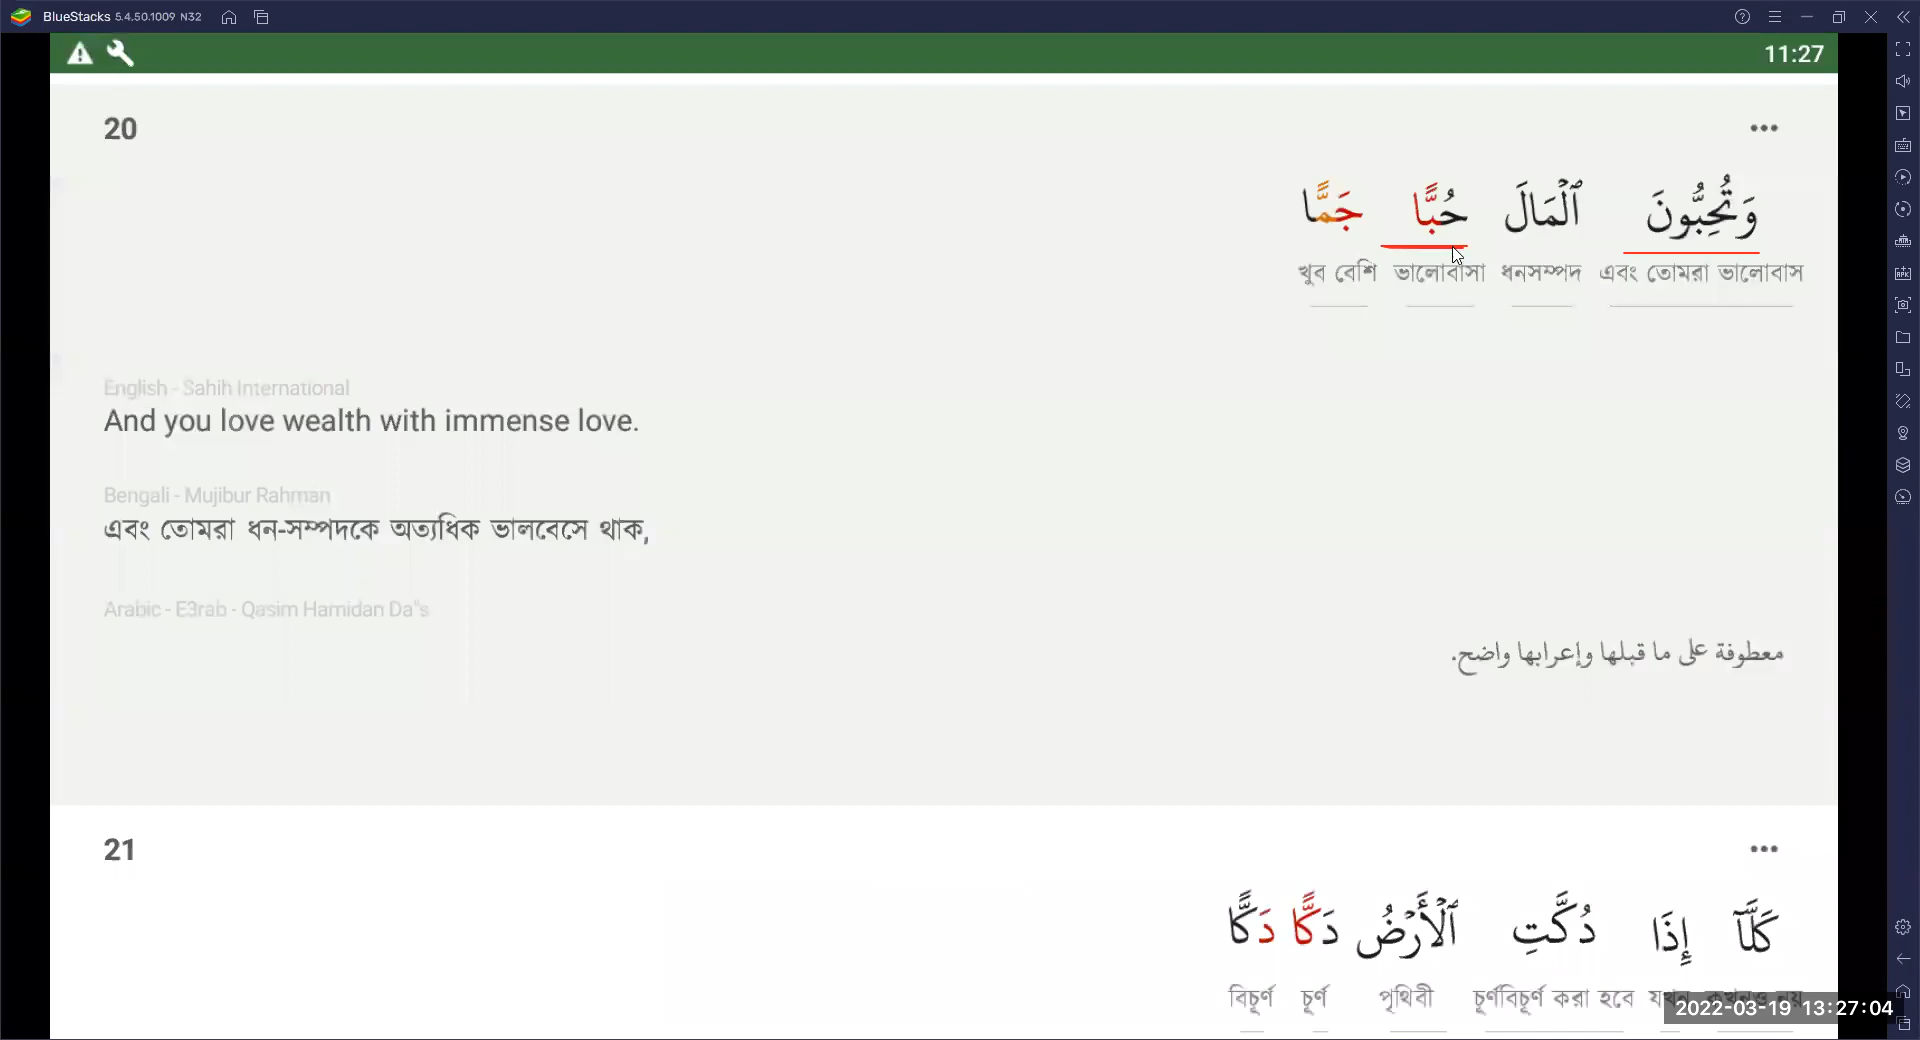 BlueStacks 5.4.50.1009 N32
11:27
20
وَتُحِبُّونَ ٱلْمَالَ حُبًّا جَمًّا
এবং তোমরা ভালোবাস ধনসম্পদ ভালোবাসা খুব বেশি
English - Sahih International
And you love wealth with immense love.
Bengali - Mujibur Rahman
এবং তোমরা ধন-সম্পদকে অত্যধিক ভালবেসে থাক,
Arabic - E3rab - Qasim Hamidan Da"s
معطوفة على ما قبلها وإعرابها واضح.
21
كَلَّآ إِذَا دُكَّتِ ٱلْأَرْضُ دَكًّا دَكًّا
যখন চূর্ণবিচূর্ণ করা হবে পৃথিবী চূর্ণ বিচূর্ণ
2022-03-19 13:27:04